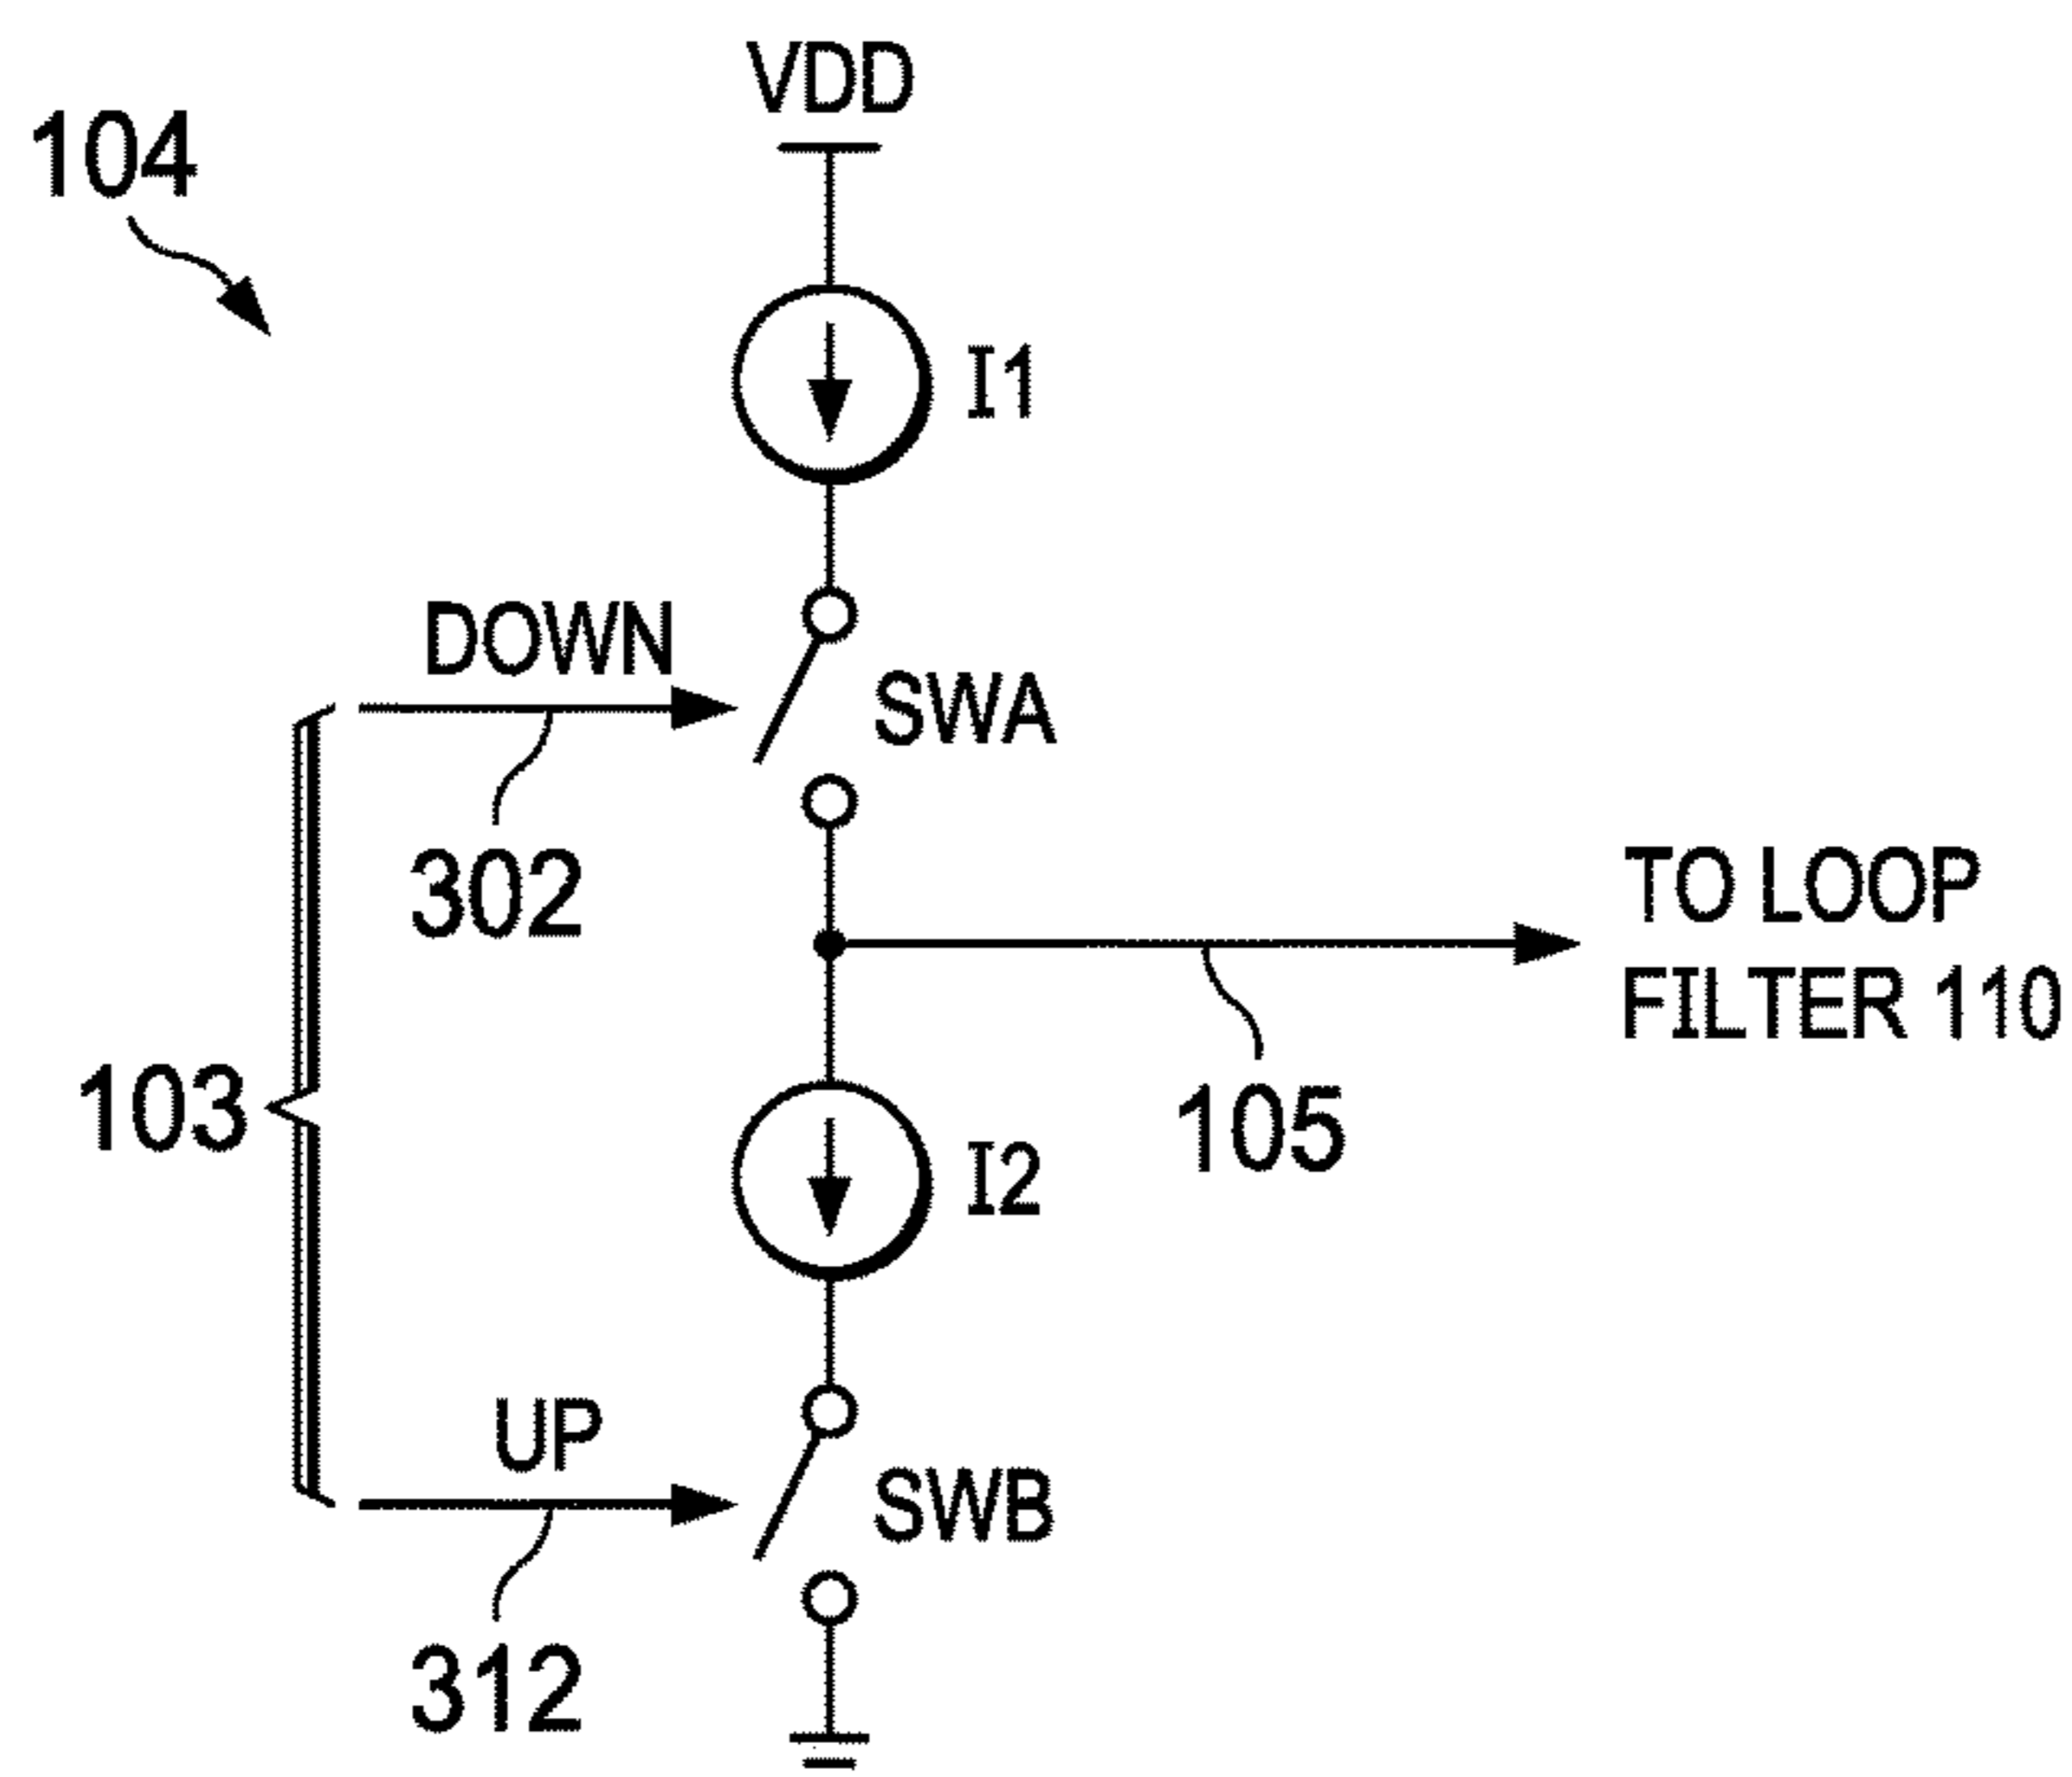 VDD
104
I1
DOWN
SWA
302
TO LOOP
FILTER 110
103
105
I2
UP
SWB
312